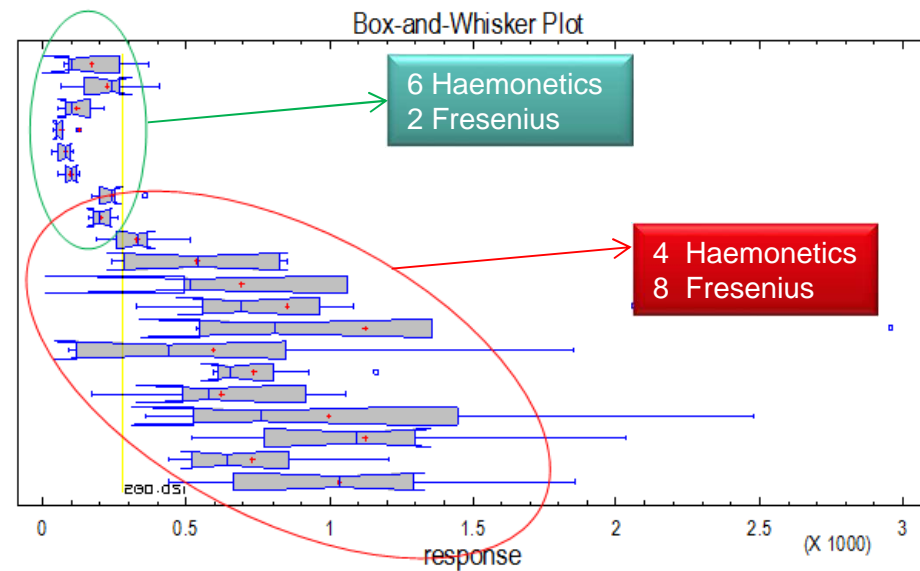 Box-and-Whisker Plot
6 Haemonetics
2 Fresenius
4 Haemonetics
8 Fresenius
0 0.5 1 1.5 2 2.5 3
(X 1000)
response